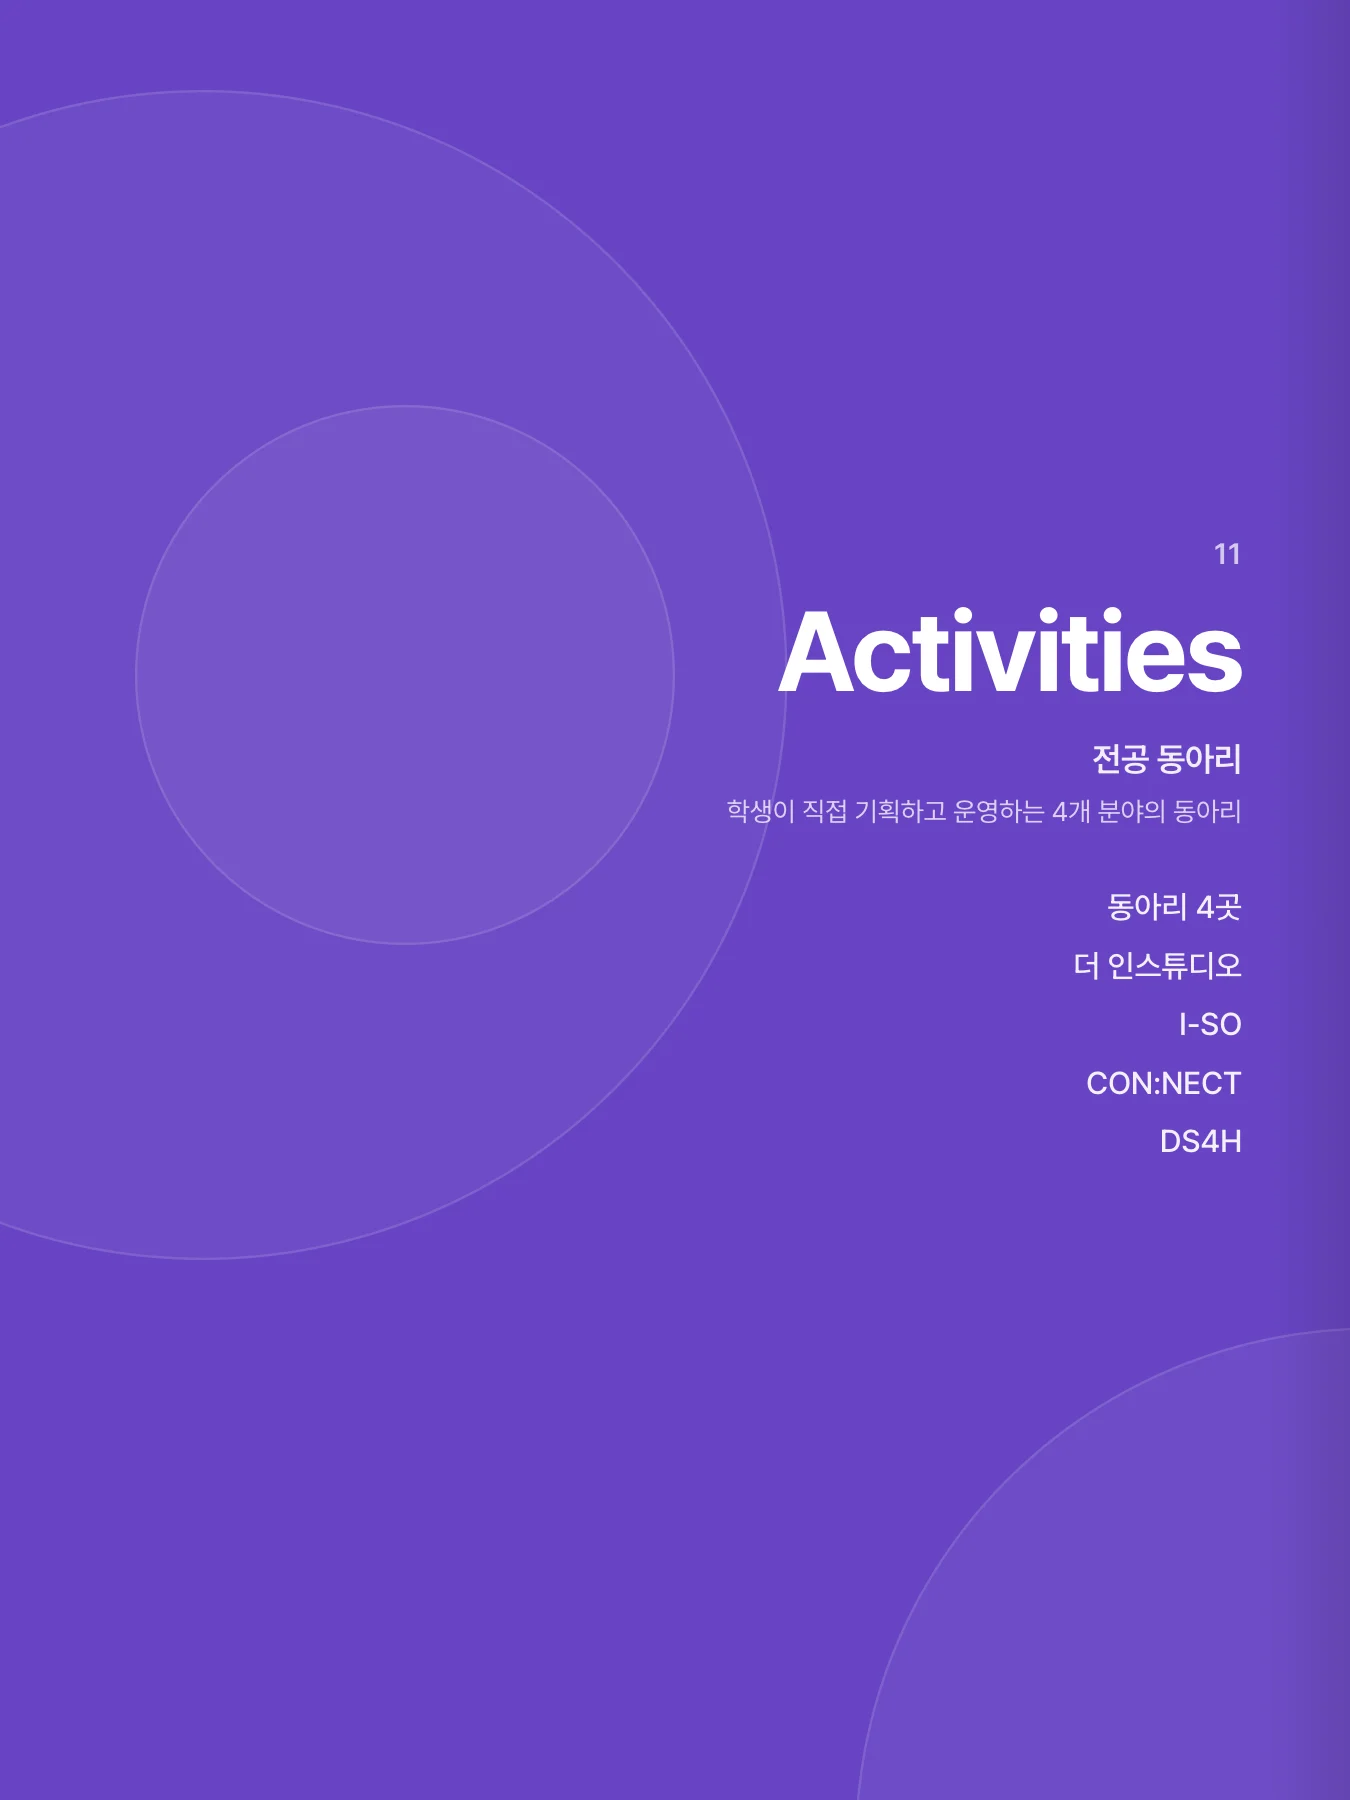 11
Activities
전공 동아리
학생이 직접 기획하고 운영하는 4개 분야의 동아리
동아리 4곳
더 인스튜디오
I-SO
CON:NECT
DS4H